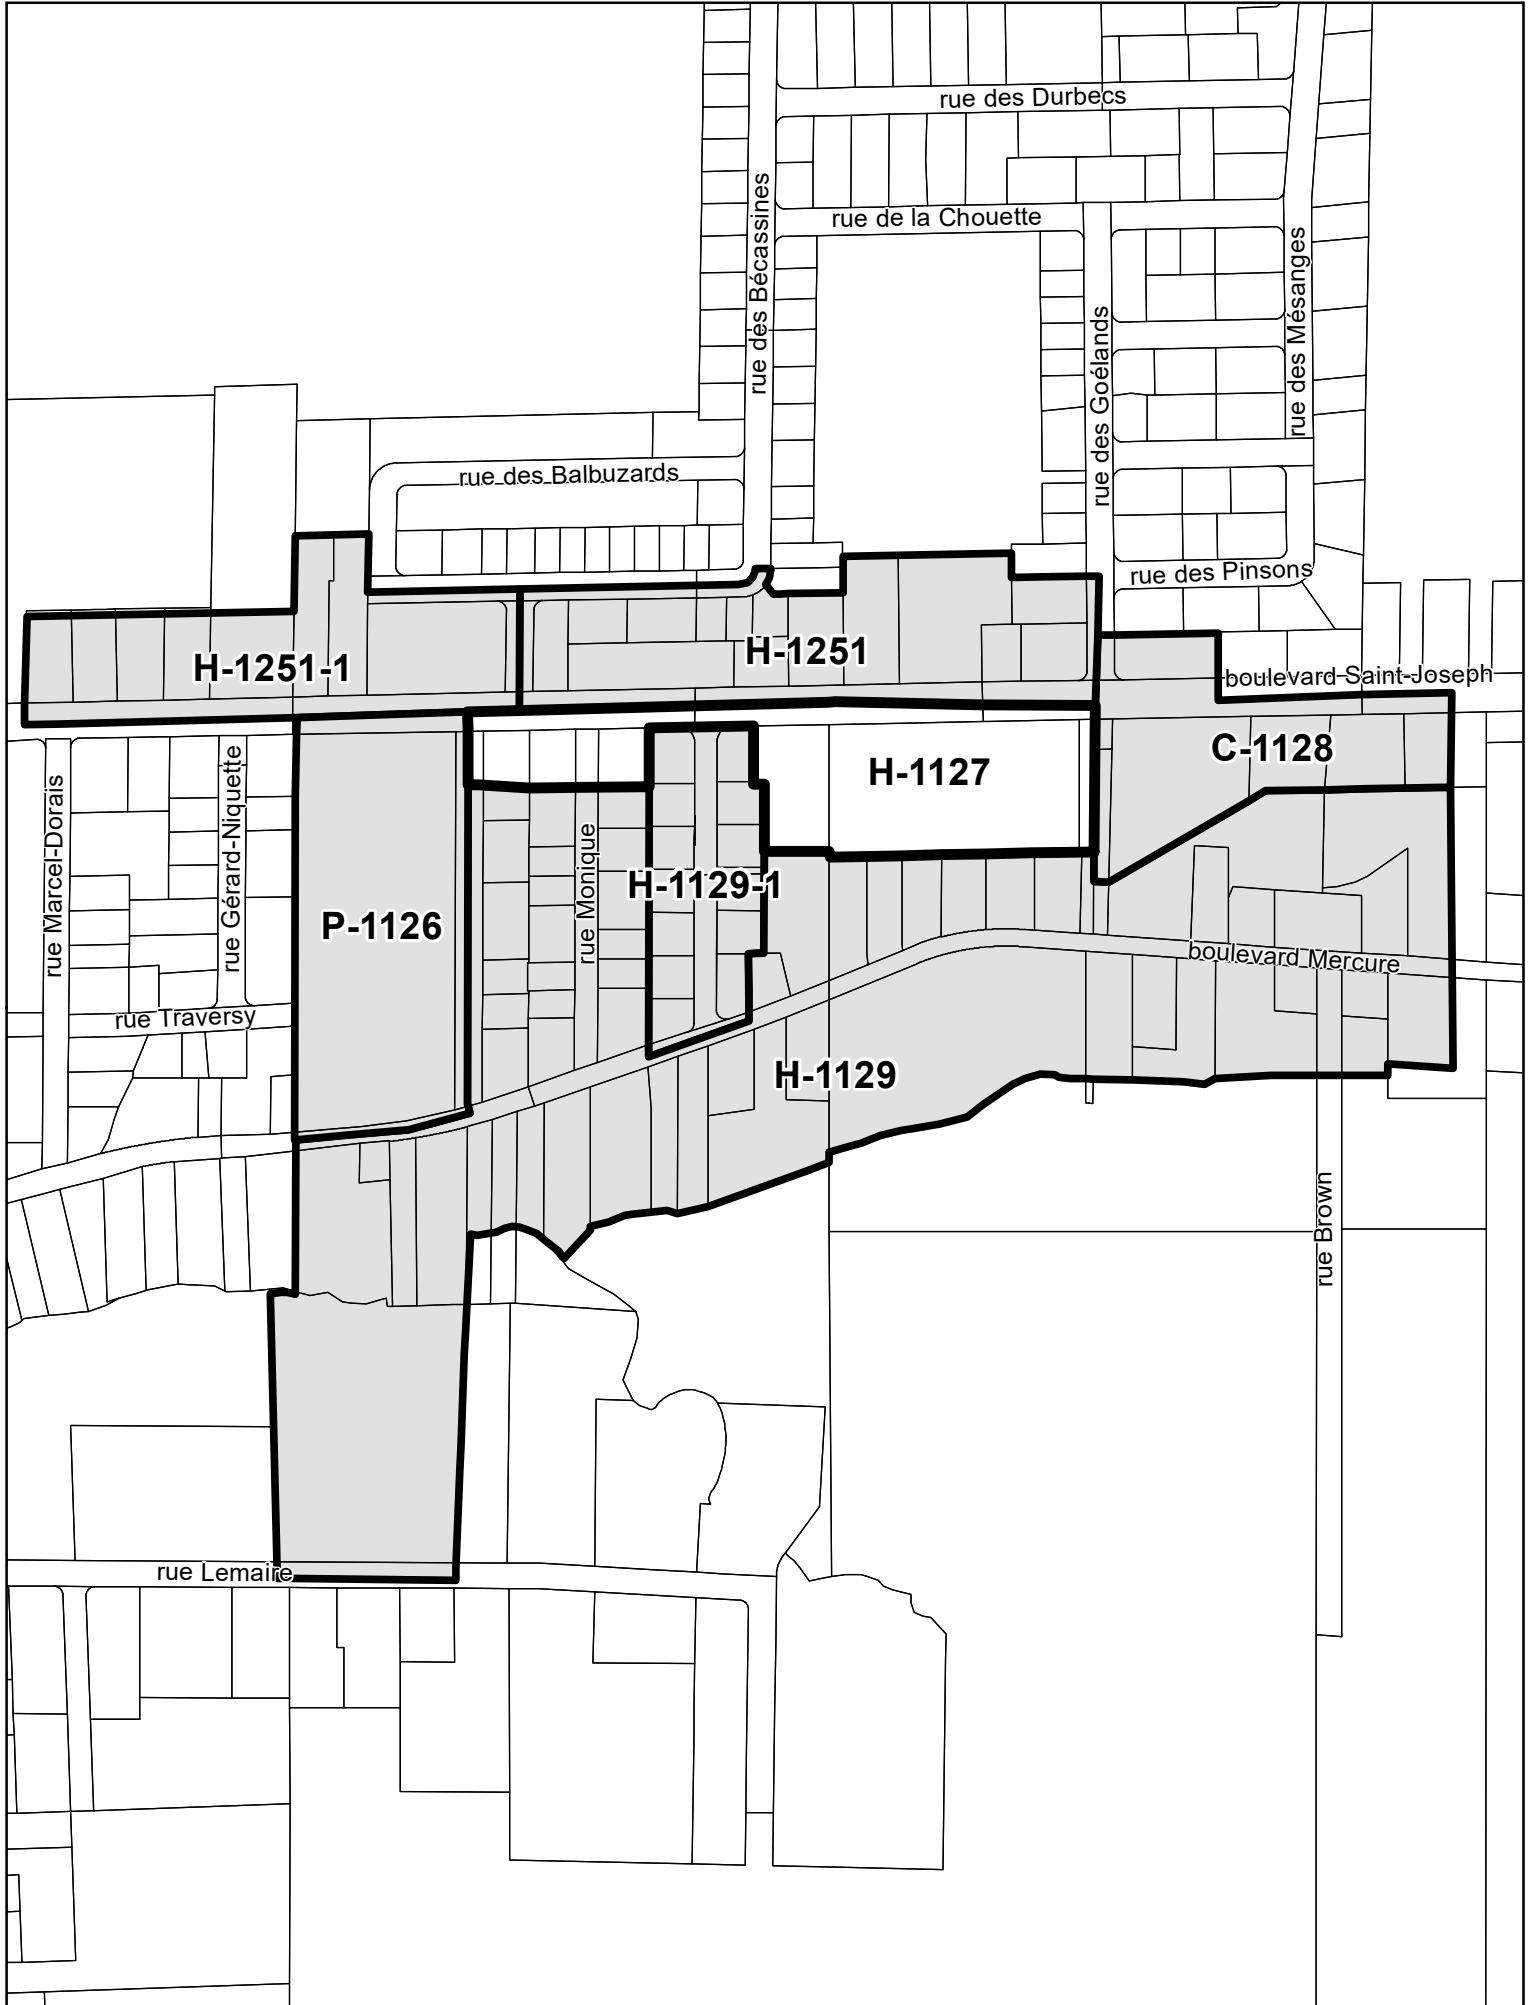 rue des Durbecs
rue de la Chouette
rue des Bécassines
rue des Mésanges
rue des Goélands
rue des Balbuzards
rue des Pinsons
H-1251-1
H-1251
boulevard Saint-Joseph
C-1128
H-1127
rue Marcel-Dorais
rue Gérard-Niquette
rue Monique
H-1129-1
P-1126
boulevard Mercure
rue Traversy
H-1129
rue Brown
rue Lemaire